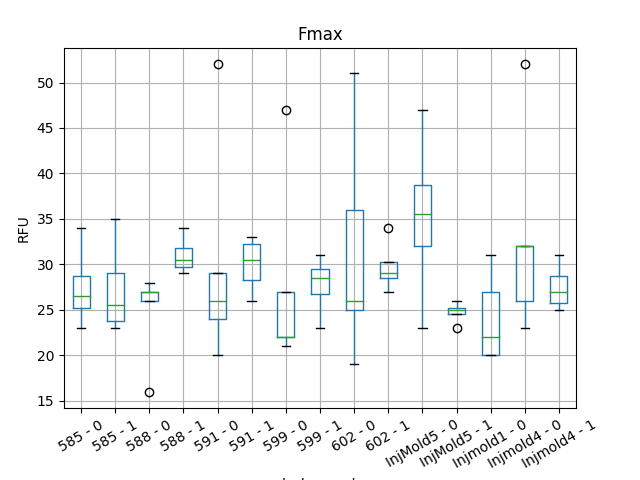 Fmax
RFU
50
45
40
35
30
25
20
15
585 - 0
585 - 1
588 - 0
588 - 1
591 - 0
591 - 1
599 - 0
599 - 1
602 - 0
602 - 1
InjMold5 - 0
InjMold5 - 1
Injmold1 - 0
Injmold4 - 0
Injmold4 - 1